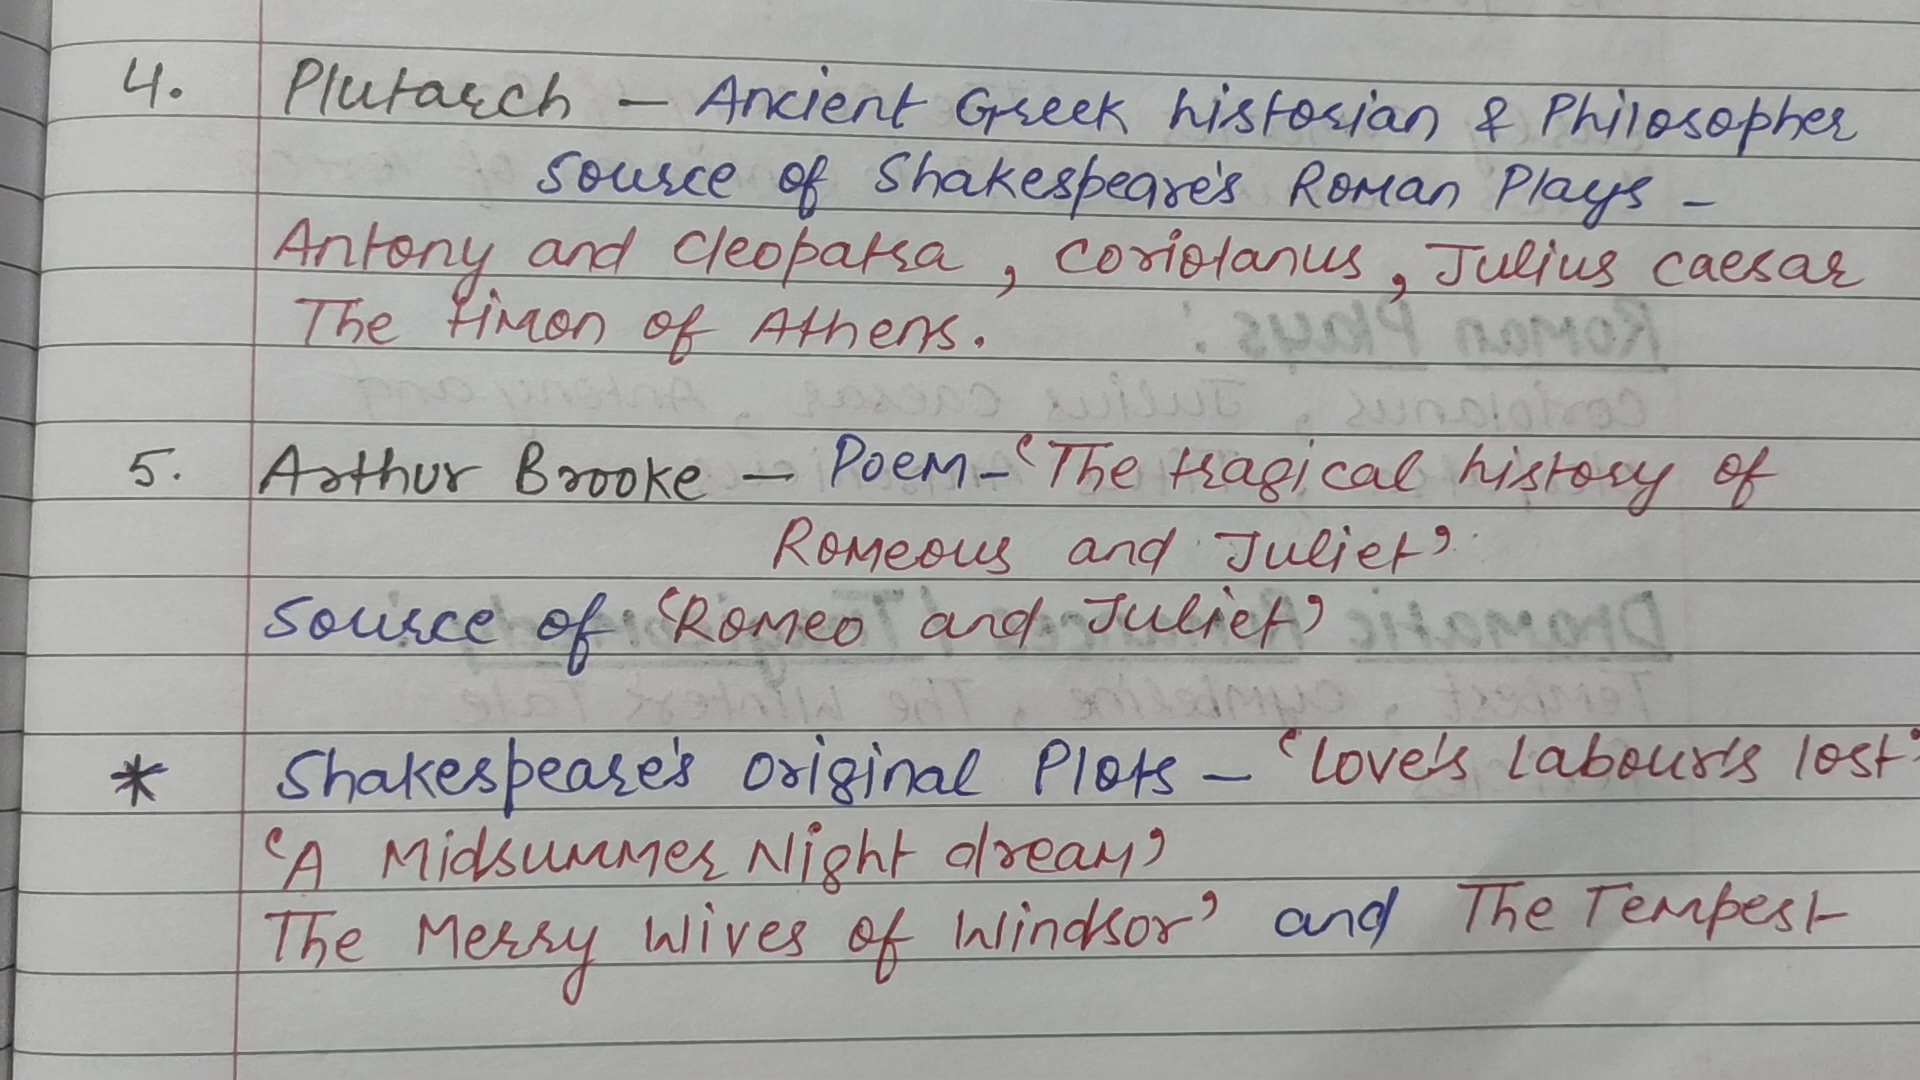 4. Plutarch – Ancient Greek historian & Philosopher
Source of Shakespeare's Roman Plays –
Antony and Cleopatra, Coriolanus, Julius caesar
The timon of Athens.
5. Arthur Brooke – Poem – 'The tragical history of
Romeous and Juliet'
Source of 'Romeo and Juliet'
* Shakespeare's Original Plots – 'love's labour's lost'
'A Midsummer Night dream'
The Merry Wives of Windsor' and The Tempest